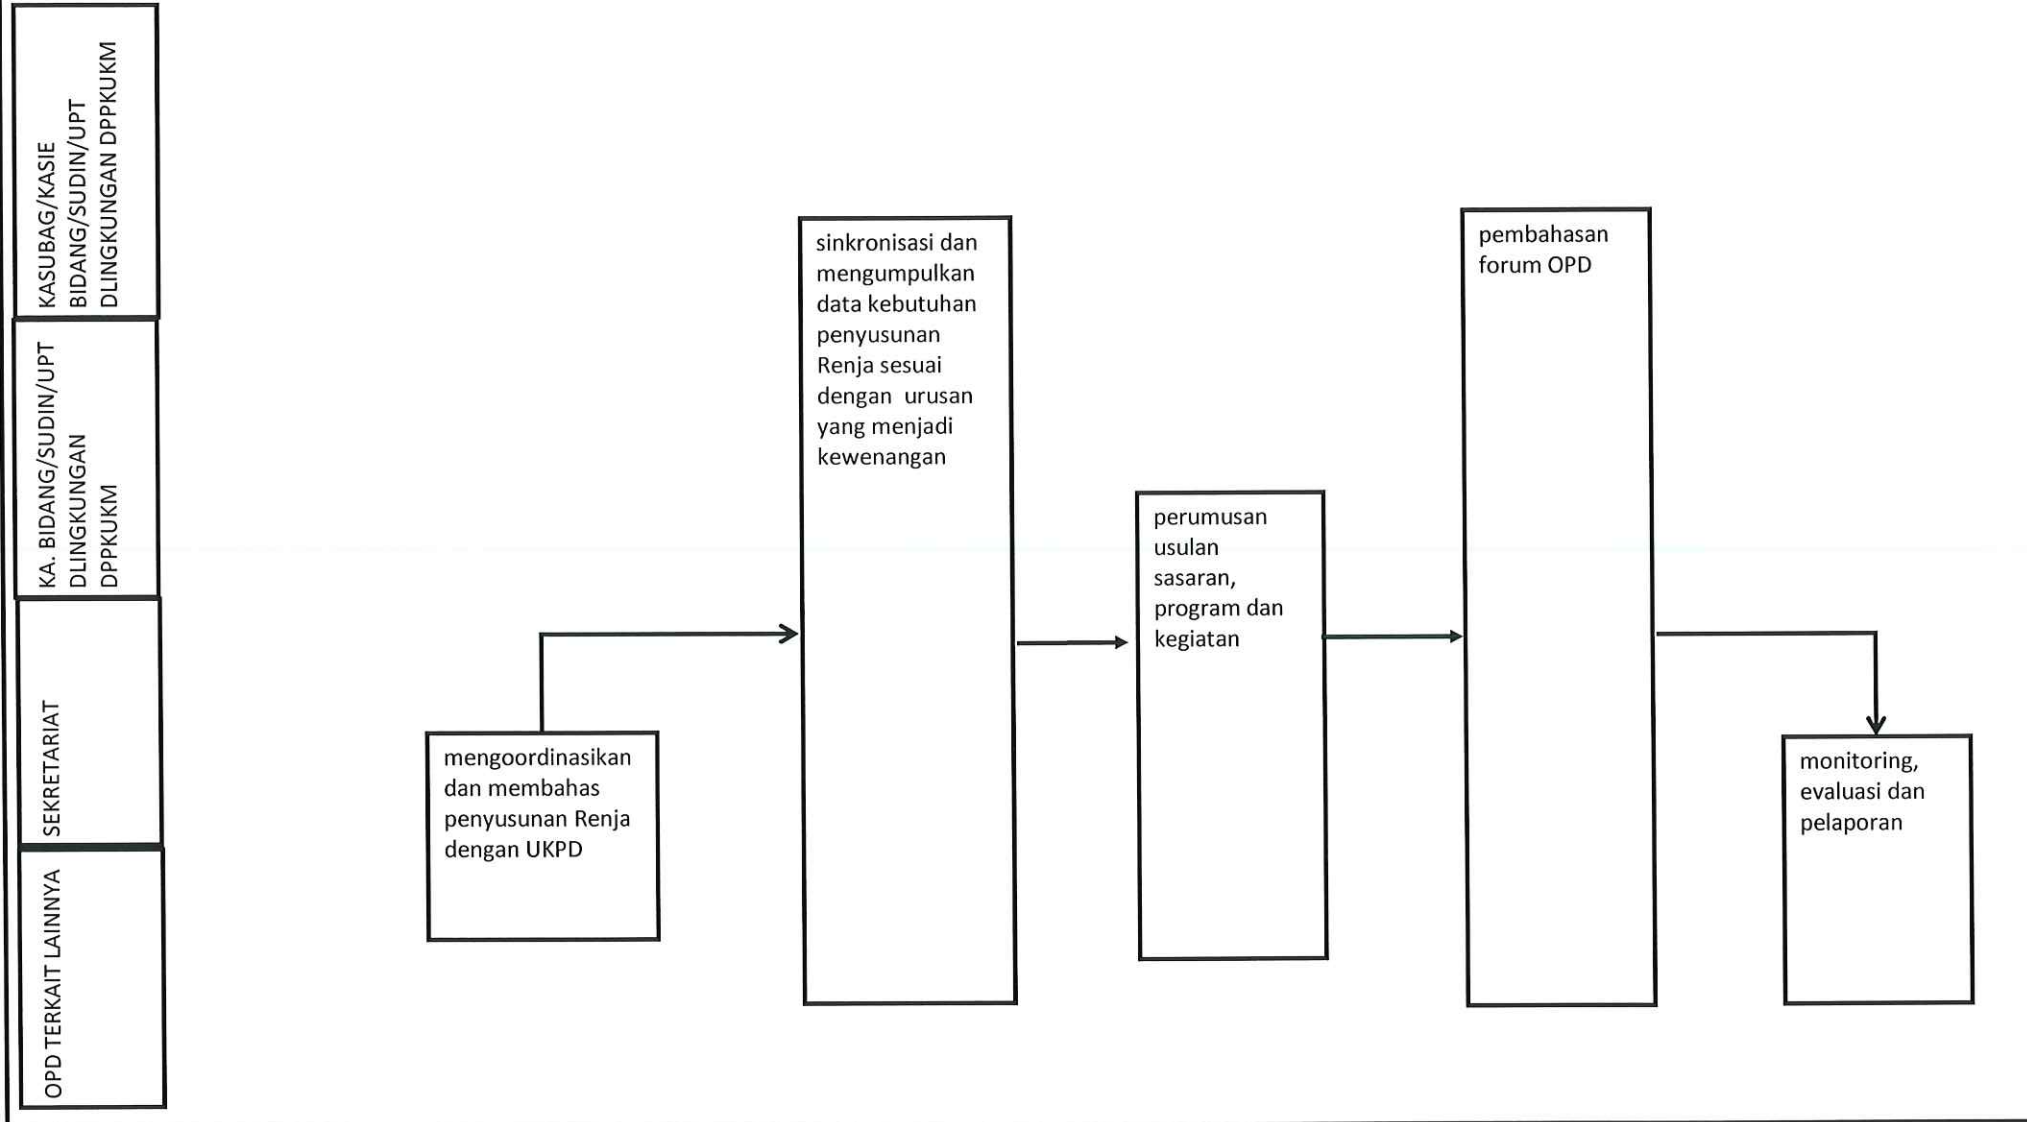 KASUBAG/KASIE
BIDANG/SUDIN/UPT
DLINGKUNGAN DPPKUKM
KA. BIDANG/SUDIN/UPT
DLINGKUNGAN
DPPKUKM
SEKRETARIAT
OPD TERKAIT LAINNYA
mengoordinasikan
dan membahas
penyusunan Renja
dengan UKPD
sinkronisasi dan
mengumpulkan
data kebutuhan
penyusunan
Renja sesuai
dengan urusan
yang menjadi
kewenangan
perumusan
usulan
sasaran,
program dan
kegiatan
pembahasan
forum OPD
monitoring,
evaluasi dan
pelaporan